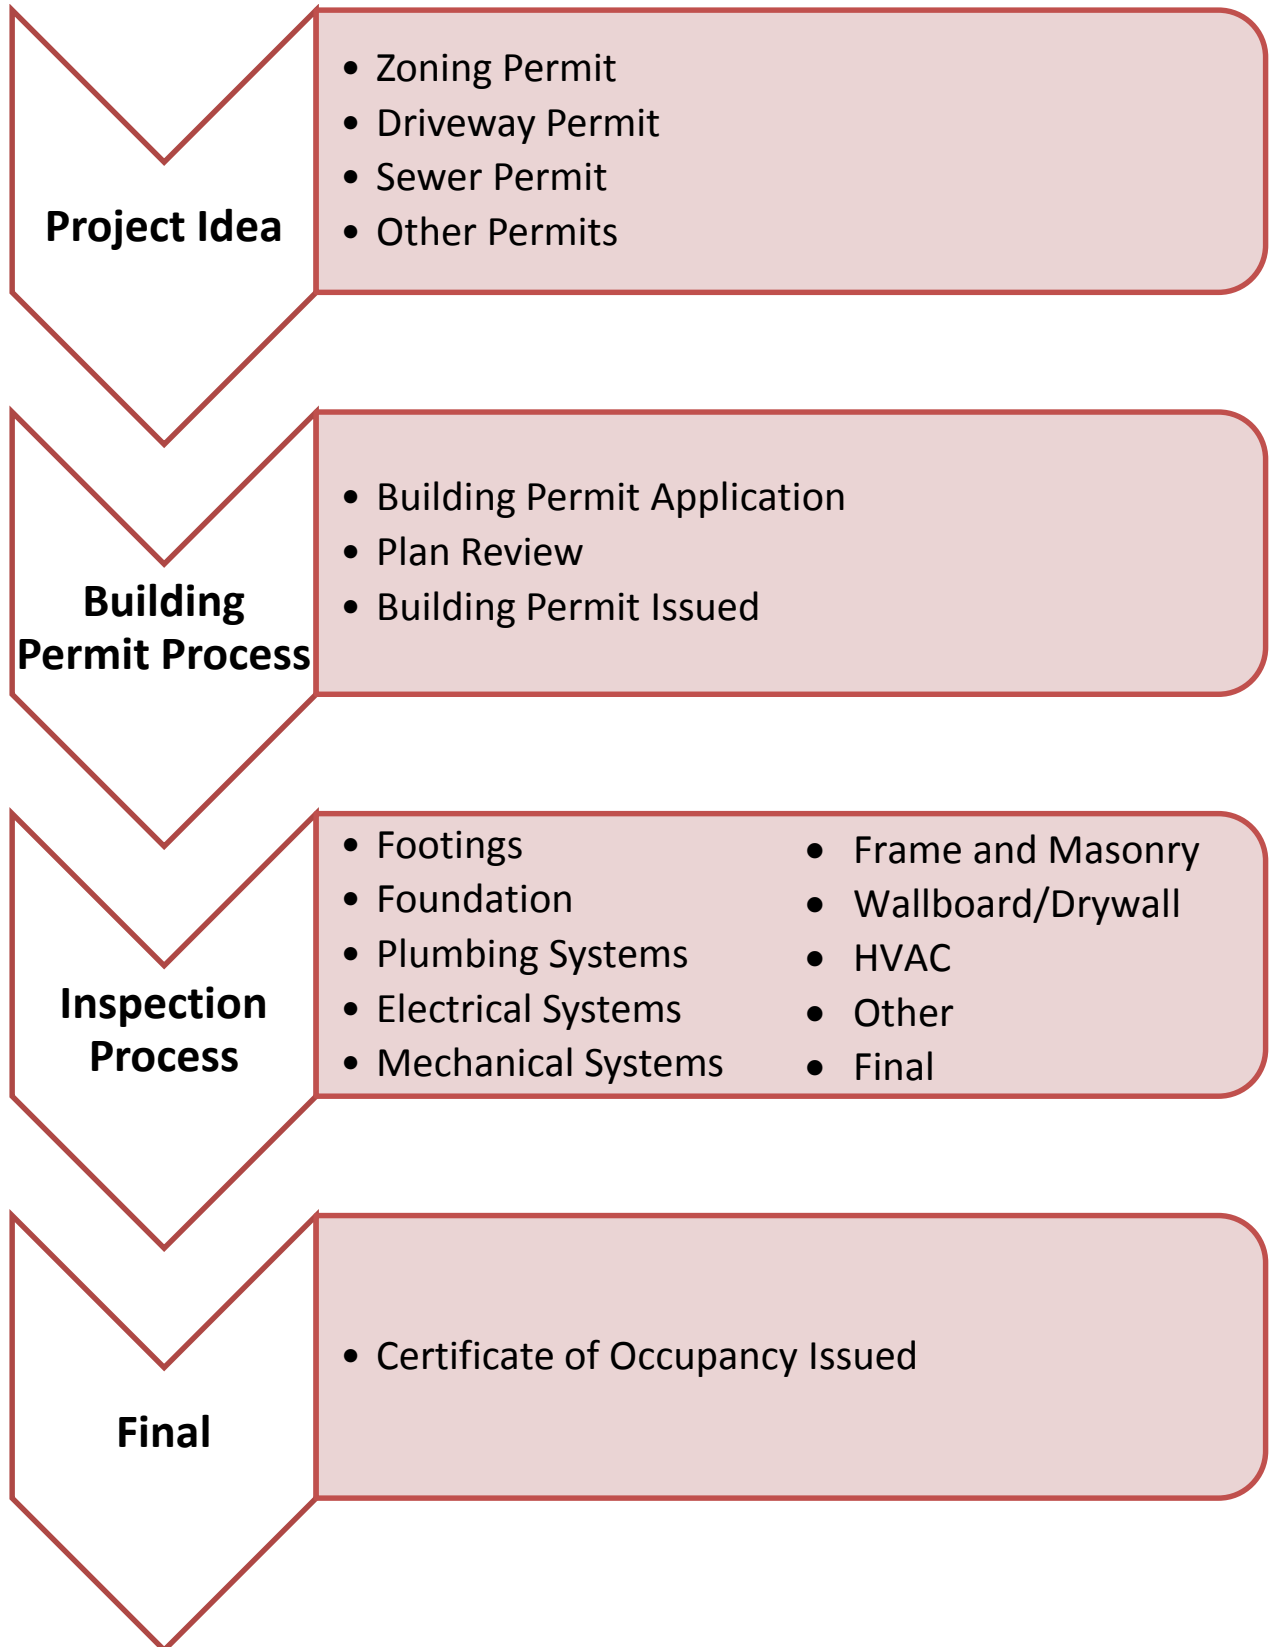 Project Idea
• Zoning Permit
• Driveway Permit
• Sewer Permit
• Other Permits
Building
Permit Process
• Building Permit Application
• Plan Review
• Building Permit Issued
Inspection
Process
• Footings
• Foundation
• Plumbing Systems
• Electrical Systems
• Mechanical Systems
• Frame and Masonry
• Wallboard/Drywall
• HVAC
• Other
• Final
Final
• Certificate of Occupancy Issued